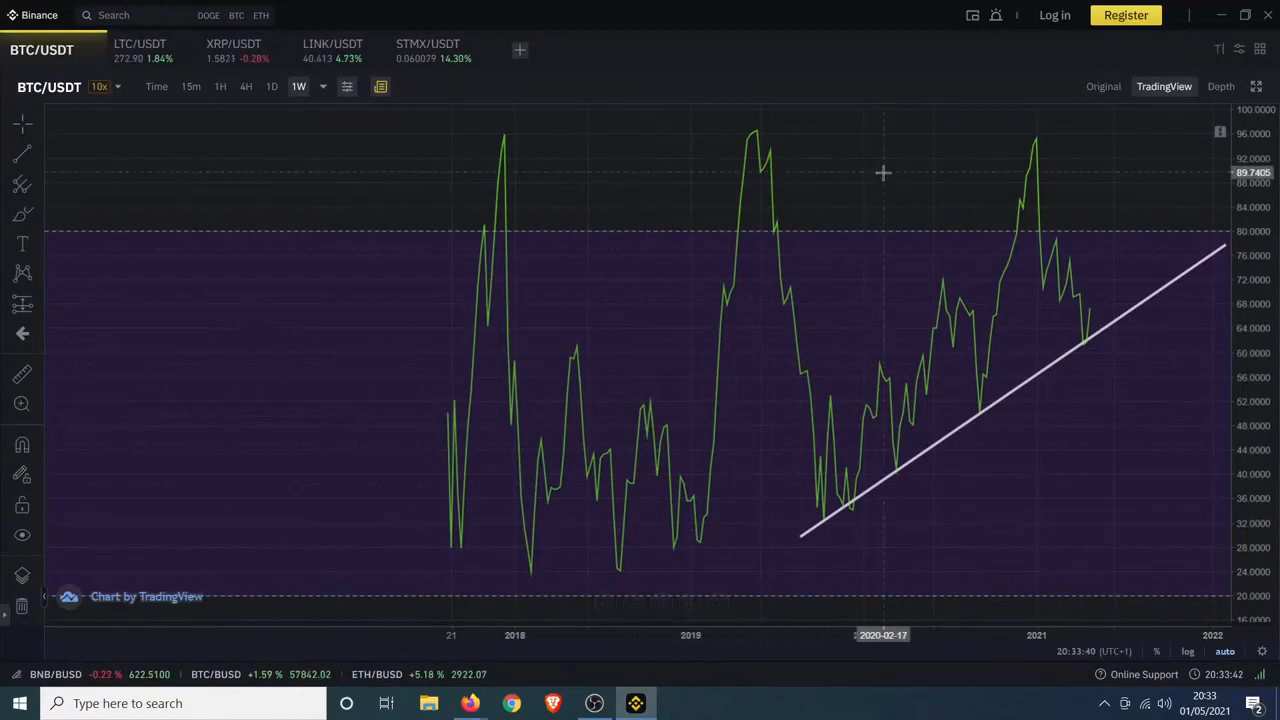 Binance Search DOGE BTC ETH Log in Register
BTC/USDT LTC/USDT XRP/USDT LINK/USDT STMX/USDT
272.90 1.84% 1.5821 -0.28% 40.413 4.73% 0.060079 14.30%
BTC/USDT 10x Time 15m 1H 4H 1D 1W Original TradingView Depth
100.0000
96.0000
92.0000
89.7405
88.0000
84.0000
80.0000
76.0000
72.0000
68.0000
64.0000
60.0000
56.0000
52.0000
48.0000
44.0000
40.0000
36.0000
32.0000
28.0000
24.0000
Chart by TradingView
20.0000
16.0000
21 2018 2019 2020-02-17 2021 2022
20:33:40 (UTC+1) % log auto
BNB/BUSD -0.22 % 622.5100 BTC/BUSD +1.59 % 57842.02 ETH/BUSD +5.18 % 2922.07 Online Support 20:33:42
Type here to search
20:33
01/05/2021
2